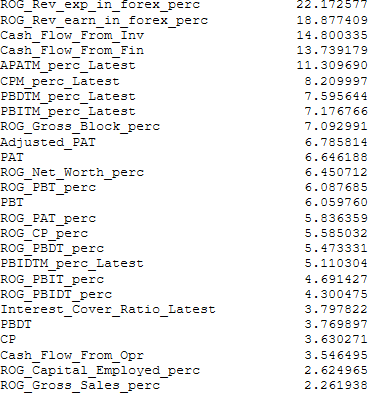 ROG_Rev_exp_in_forex_perc 22.172577
ROG_Rev_earn_in_forex_perc 18.877409
Cash_Flow_From_Inv 14.800335
Cash_Flow_From_Fin 13.739179
APATM_perc_Latest 11.309690
CPM_perc_Latest 8.209997
PBDTM_perc_Latest 7.595644
PBITM_perc_Latest 7.176766
ROG_Gross_Block_perc 7.092991
Adjusted_PAT 6.785814
PAT 6.646188
ROG_Net_Worth_perc 6.450712
ROG_PBT_perc 6.087685
PBT 6.059760
ROG_PAT_perc 5.836359
ROG_CP_perc 5.585032
ROG_PBDT_perc 5.473331
PBIDTM_perc_Latest 5.110304
ROG_PBIT_perc 4.691427
ROG_PBIDT_perc 4.300475
Interest_Cover_Ratio_Latest 3.797822
PBDT 3.769897
CP 3.630271
Cash_Flow_From_Opr 3.546495
ROG_Capital_Employed_perc 2.624965
ROG_Gross_Sales_perc 2.261938